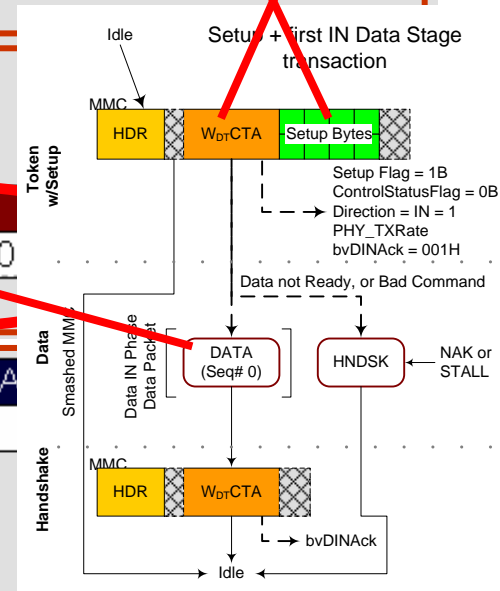 Idle
Setup + first IN Data Stage
transaction
MMC
HDR
WDTCTA
Setup Bytes
Token
w/Setup
Setup Flag = 1B
ControlStatusFlag = 0B
Direction = IN = 1
PHY_TXRate
bvDINAck = 001H
0
Data not Ready, or Bad Command
Smashed MMC
Data
A
Data IN Phase
Data Packet
DATA
(Seq# 0)
HNDSK
NAK or
STALL
Handshake
MMC
HDR
WDTCTA
bvDINAck
Idle